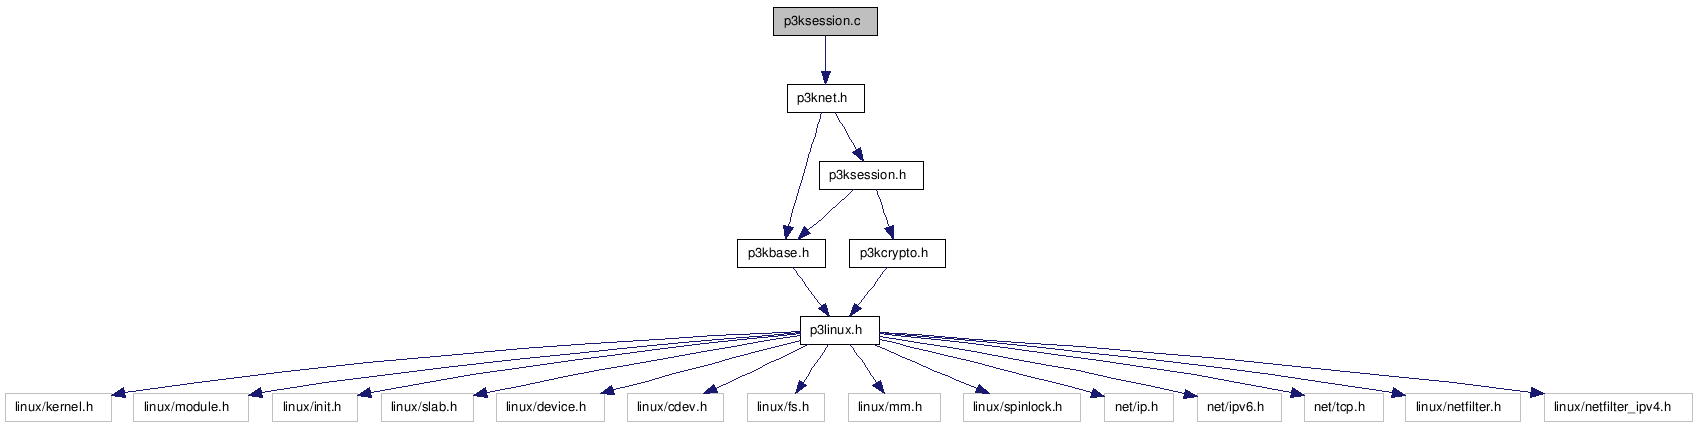 p3ksession.c
p3knet.h
p3ksession.h
p3kbase.h
p3kcrypto.h
p3linux.h
linux/kernel.h
linux/module.h
linux/init.h
linux/slab.h
linux/device.h
linux/cdev.h
linux/fs.h
linux/mm.h
linux/spinlock.h
net/ip.h
net/ipv6.h
net/tcp.h
linux/netfilter.h
linux/netfilter_ipv4.h